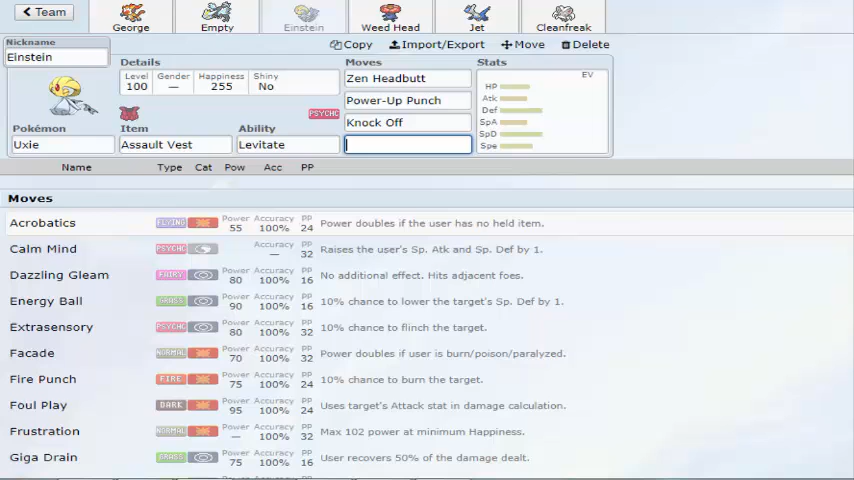 Team
George
Empty
Einstein
Weed Head
Jet
Cleanfreak
Copy
Import/Export
Move
Delete
Nickname
Einstein
Details
Level
100
Gender
—
Happiness
255
Shiny
No
PSYCHC
Pokémon
Uxie
Item
Assault Vest
Ability
Levitate
Moves
Zen Headbutt
Power-Up Punch
Knock Off
Stats
EV
HP
Atk
Def
SpA
SpD
Spe
Name Type Cat Pow Acc PP
Moves
Acrobatics FLYING Power 55 Accuracy 100% PP 24 Power doubles if the user has no held item.
Calm Mind PSYCHC Accuracy — PP 32 Raises the user's Sp. Atk and Sp. Def by 1.
Dazzling Gleam FAIRY Power 80 Accuracy 100% PP 16 No additional effect. Hits adjacent foes.
Energy Ball GRASS Power 90 Accuracy 100% PP 16 10% chance to lower the target's Sp. Def by 1.
Extrasensory PSYCHC Power 80 Accuracy 100% PP 32 10% chance to flinch the target.
Facade NORMAL Power 70 Accuracy 100% PP 32 Power doubles if user is burn/poison/paralyzed.
Fire Punch FIRE Power 75 Accuracy 100% PP 24 10% chance to burn the target.
Foul Play DARK Power 95 Accuracy 100% PP 24 Uses target's Attack stat in damage calculation.
Frustration NORMAL Power — Accuracy 100% PP 32 Max 102 power at minimum Happiness.
Giga Drain GRASS Power 75 Accuracy 100% PP 16 User recovers 50% of the damage dealt.